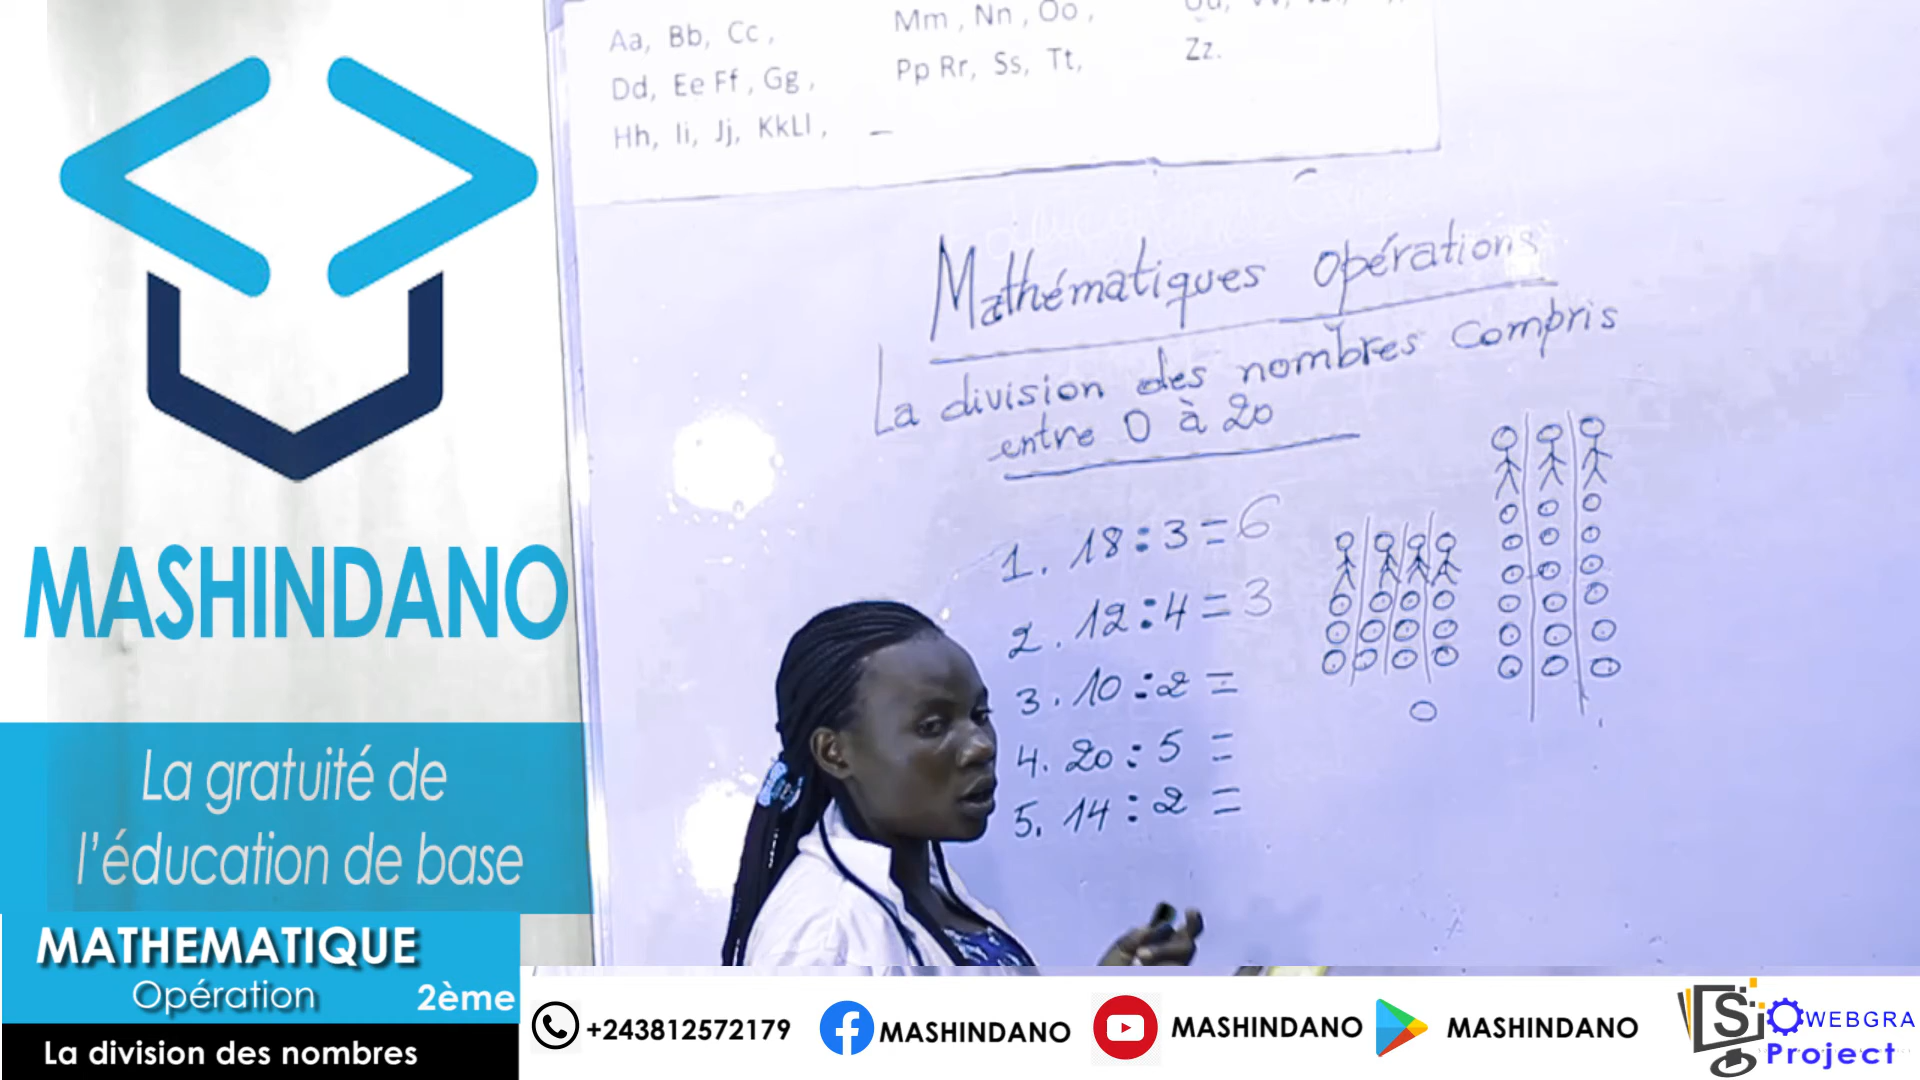 Aa, Bb, Cc,
Dd, Ee Ff, Gg,
Hh, Ii, Jj, KkLl,
Mm, Nn, Oo,
Pp Rr, Ss, Tt,
Zz.
Mathématiques opérations
La division des nombres compris
entre 0 à 20
1. 18 : 3 = 6
2. 12 : 4 = 3
3. 10 : 2 =
4. 20 : 5 =
5. 14 : 2 =
MASHINDANO
La gratuité de
l'éducation de base
MATHEMATIQUE
Opération 2ème
La division des nombres
+243812572179
MASHINDANO
MASHINDANO
MASHINDANO
WEBGRA
Project